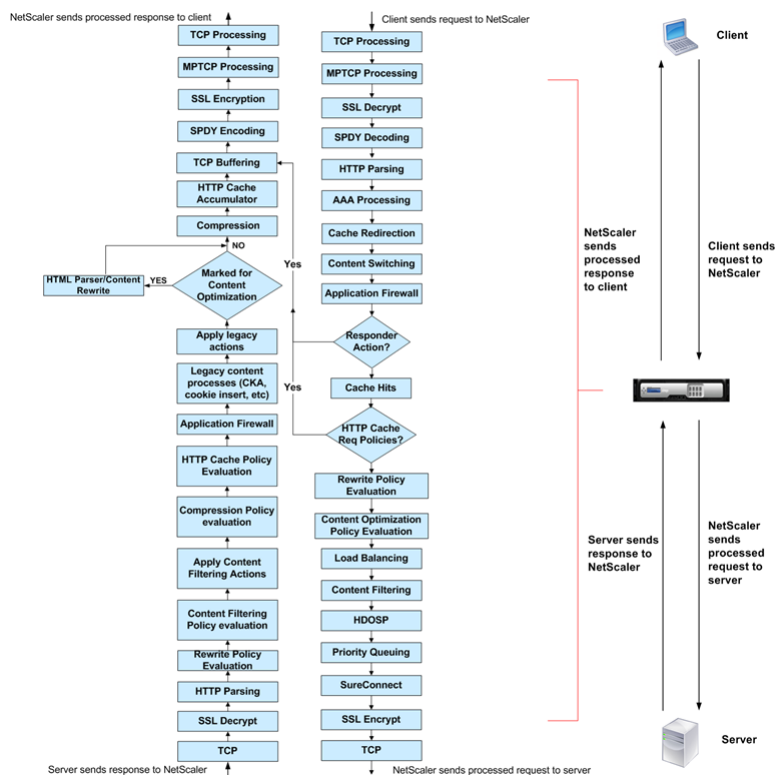 NetScaler sends processed response to client
TCP Processing
MPTCP Processing
SSL Encryption
SPDY Encoding
TCP Buffering
HTTP Cache
Accumulator
Compression
NO
Marked for
Content
Optimization
YES
HTML Parser/Content
Rewrite
Apply legacy
actions
Legacy content
processes (CKA,
cookie insert, etc)
Application Firewall
HTTP Cache Policy
Evaluation
Compression Policy
evaluation
Apply Content
Filtering Actions
Content Filtering
Policy evaluation
Rewrite Policy
Evaluation
HTTP Parsing
SSL Decrypt
TCP
Server sends response to NetScaler
Client sends request to NetScaler
TCP Processing
MPTCP Processing
SSL Decrypt
SPDY Decoding
HTTP Parsing
AAA Processing
Cache Redirection
Content Switching
Application Firewall
Yes
Responder
Action?
Cache Hits
Yes
HTTP Cache
Req Policies?
Rewrite Policy
Evaluation
Content Optimization
Policy Evaluation
Load Balancing
Content Filtering
HDOSP
Priority Queuing
SureConnect
SSL Encrypt
TCP
NetScaler sends processed request to server
Client
NetScaler
sends
processed
response
to client
Client sends
request to
NetScaler
Server sends
response to
NetScaler
NetScaler
sends
processed
request to
server
Server